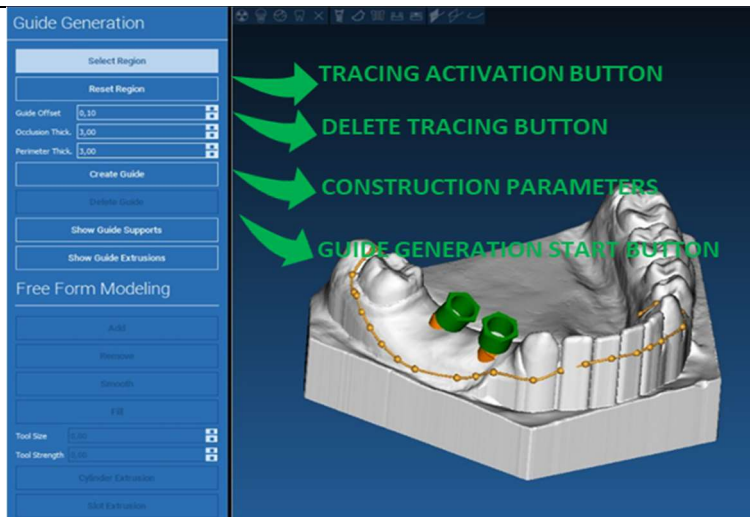 Guide Generation
Select Region
Reset Region
Guide Offset 0,10
Occlusion Thick. 3,00
Perimeter Thick. 3,00
Create Guide
Delete Guide
Show Guide Supports
Show Guide Extrusions
Free Form Modeling
Add
Remove
Smooth
Fill
Tool Size
Tool Strength
Cylinder Extrusion
Slot Extrusion
TRACING ACTIVATION BUTTON
DELETE TRACING BUTTON
CONSTRUCTION PARAMETERS
GUIDE GENERATION START BUTTON